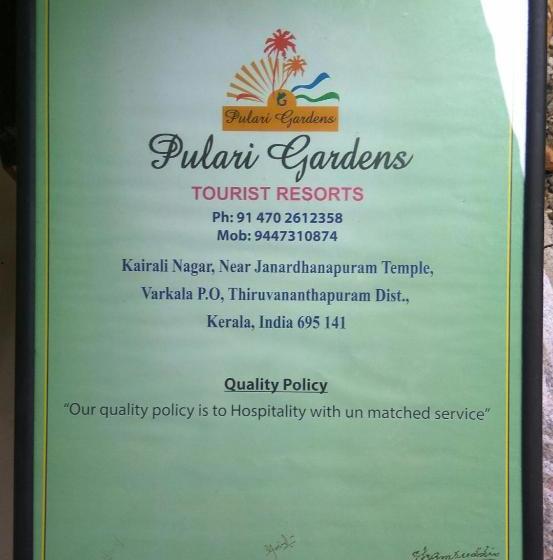 Pulari Gardens
Pulari Gardens
TOURIST RESORTS
Ph: 91 470 2612358
Mob: 9447310874
Kairali Nagar, Near Janardhanapuram Temple,
Varkala P.O, Thiruvananthapuram Dist.,
Kerala, India 695 141
Quality Policy
“Our quality policy is to Hospitality with un matched service”